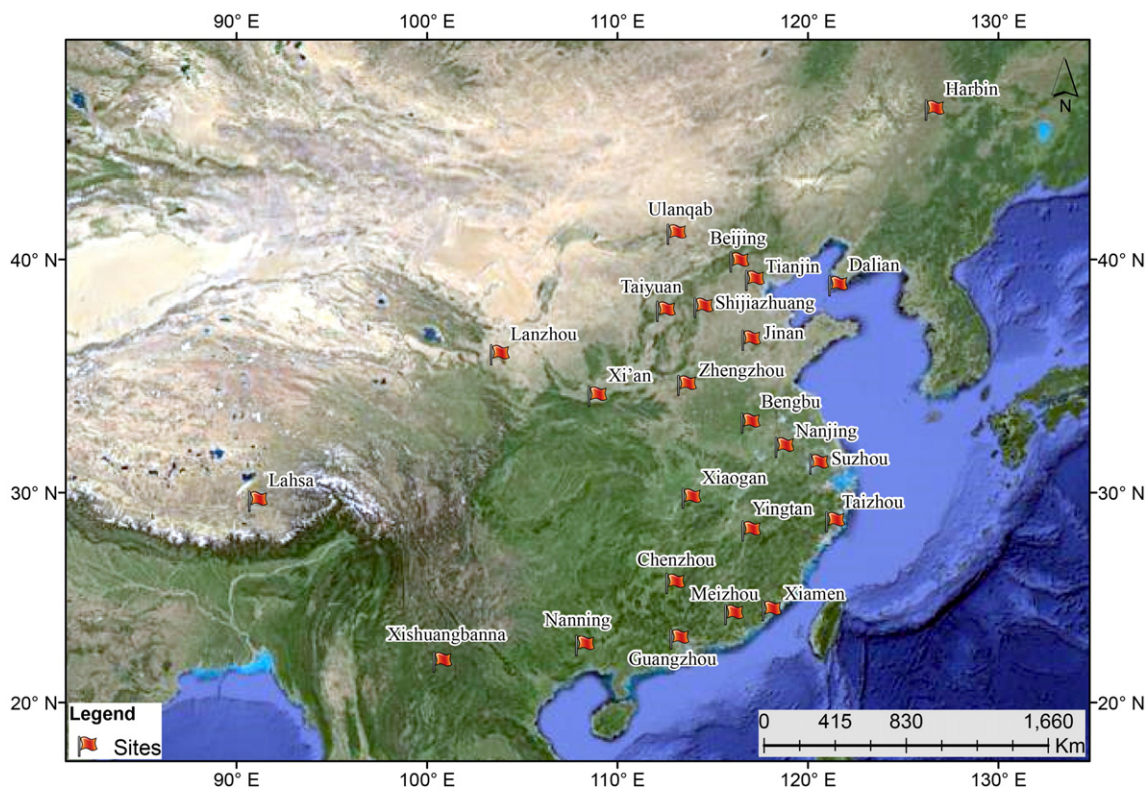 90° E 100° E 110° E 120° E 130° E
Harbin
N
Ulanqab
Beijing
40° N 40° N
Tianjin Dalian
Taiyuan
Shijiazhuang
Lanzhou
Jinan
Xi'an Zhengzhou
Bengbu
Nanjing
Suzhou
Lahsa
Xiaogan
30° N 30° N
Taizhou
Yingtan
Chenzhou
Meizhou Xiamen
Nanning
Xishuangbanna
Guangzhou
20° N 20° N
Legend
Sites
0 415 830 1,660
Km
90° E 100° E 110° E 120° E 130° E